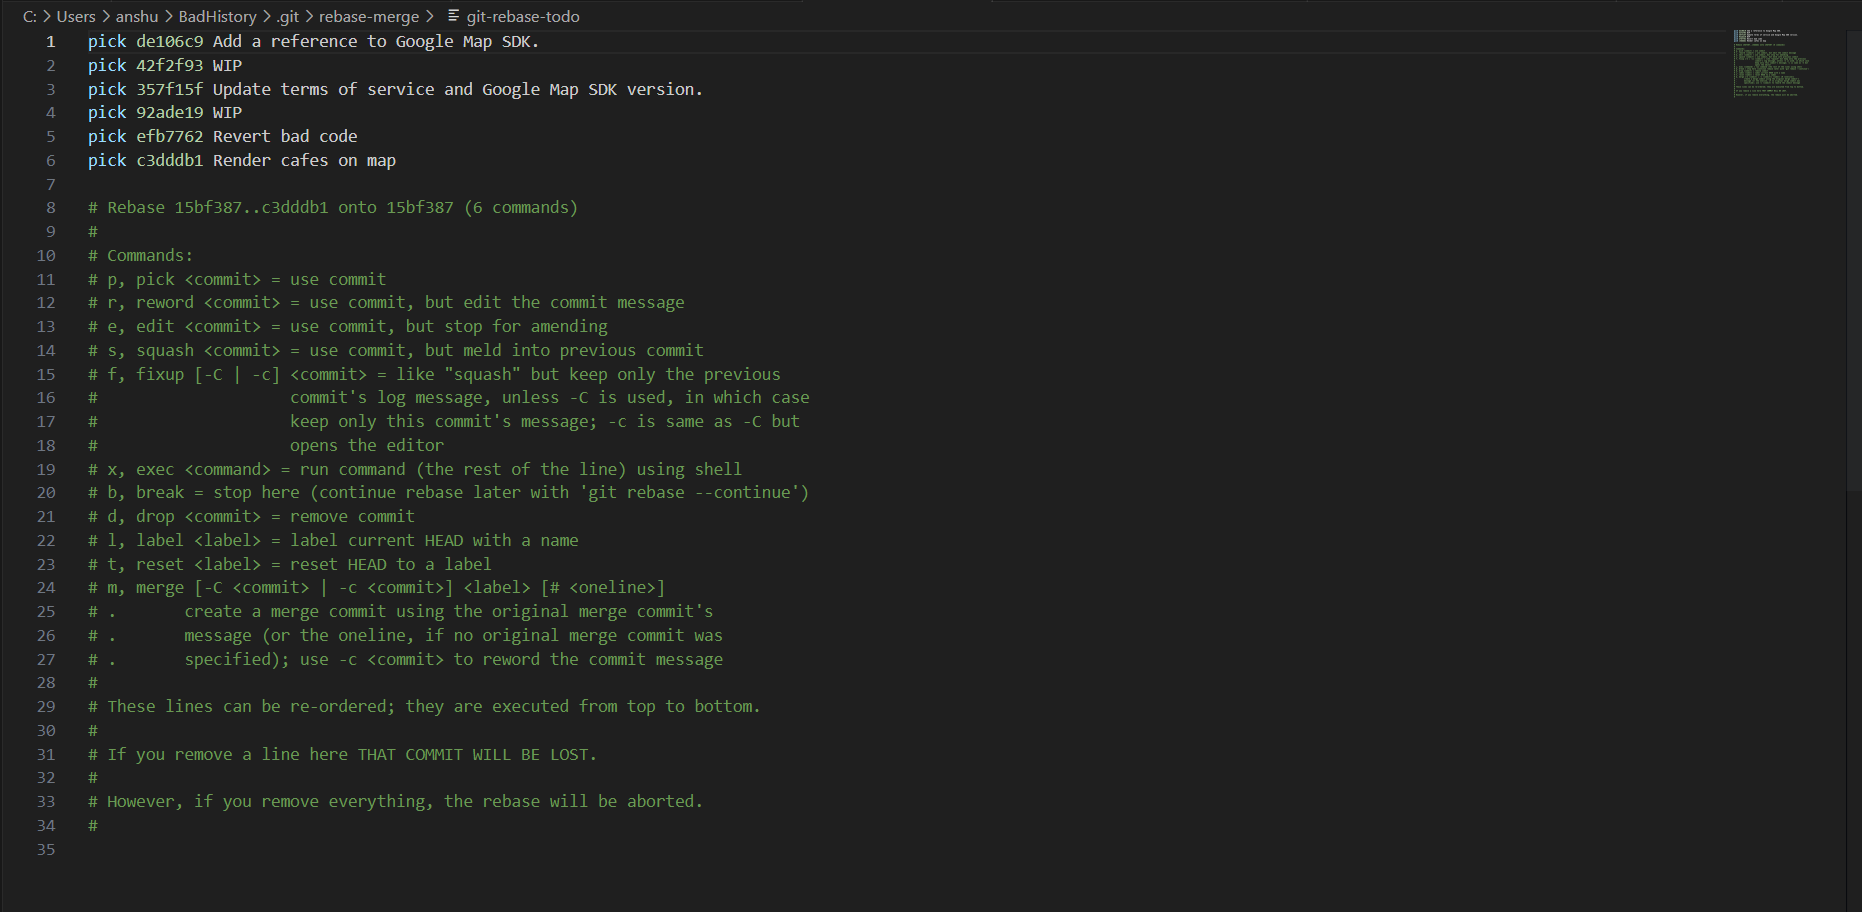 C: > Users > anshu > BadHistory > .git > rebase-merge > git-rebase-todo
1 pick de106c9 Add a reference to Google Map SDK.
2 pick 42f2f93 WIP
3 pick 357f15f Update terms of service and Google Map SDK version.
4 pick 92ade19 WIP
5 pick efb7762 Revert bad code
6 pick c3dddb1 Render cafes on map
7
8 # Rebase 15bf387..c3dddb1 onto 15bf387 (6 commands)
9 #
10 # Commands:
11 # p, pick <commit> = use commit
12 # r, reword <commit> = use commit, but edit the commit message
13 # e, edit <commit> = use commit, but stop for amending
14 # s, squash <commit> = use commit, but meld into previous commit
15 # f, fixup [-C | -c] <commit> = like "squash" but keep only the previous
16 #                    commit's log message, unless -C is used, in which case
17 #                    keep only this commit's message; -c is same as -C but
18 #                    opens the editor
19 # x, exec <command> = run command (the rest of the line) using shell
20 # b, break = stop here (continue rebase later with 'git rebase --continue')
21 # d, drop <commit> = remove commit
22 # l, label <label> = label current HEAD with a name
23 # t, reset <label> = reset HEAD to a label
24 # m, merge [-C <commit> | -c <commit>] <label> [# <oneline>]
25 # .       create a merge commit using the original merge commit's
26 # .       message (or the oneline, if no original merge commit was
27 # .       specified); use -c <commit> to reword the commit message
28 #
29 # These lines can be re-ordered; they are executed from top to bottom.
30 #
31 # If you remove a line here THAT COMMIT WILL BE LOST.
32 #
33 # However, if you remove everything, the rebase will be aborted.
34 #
35